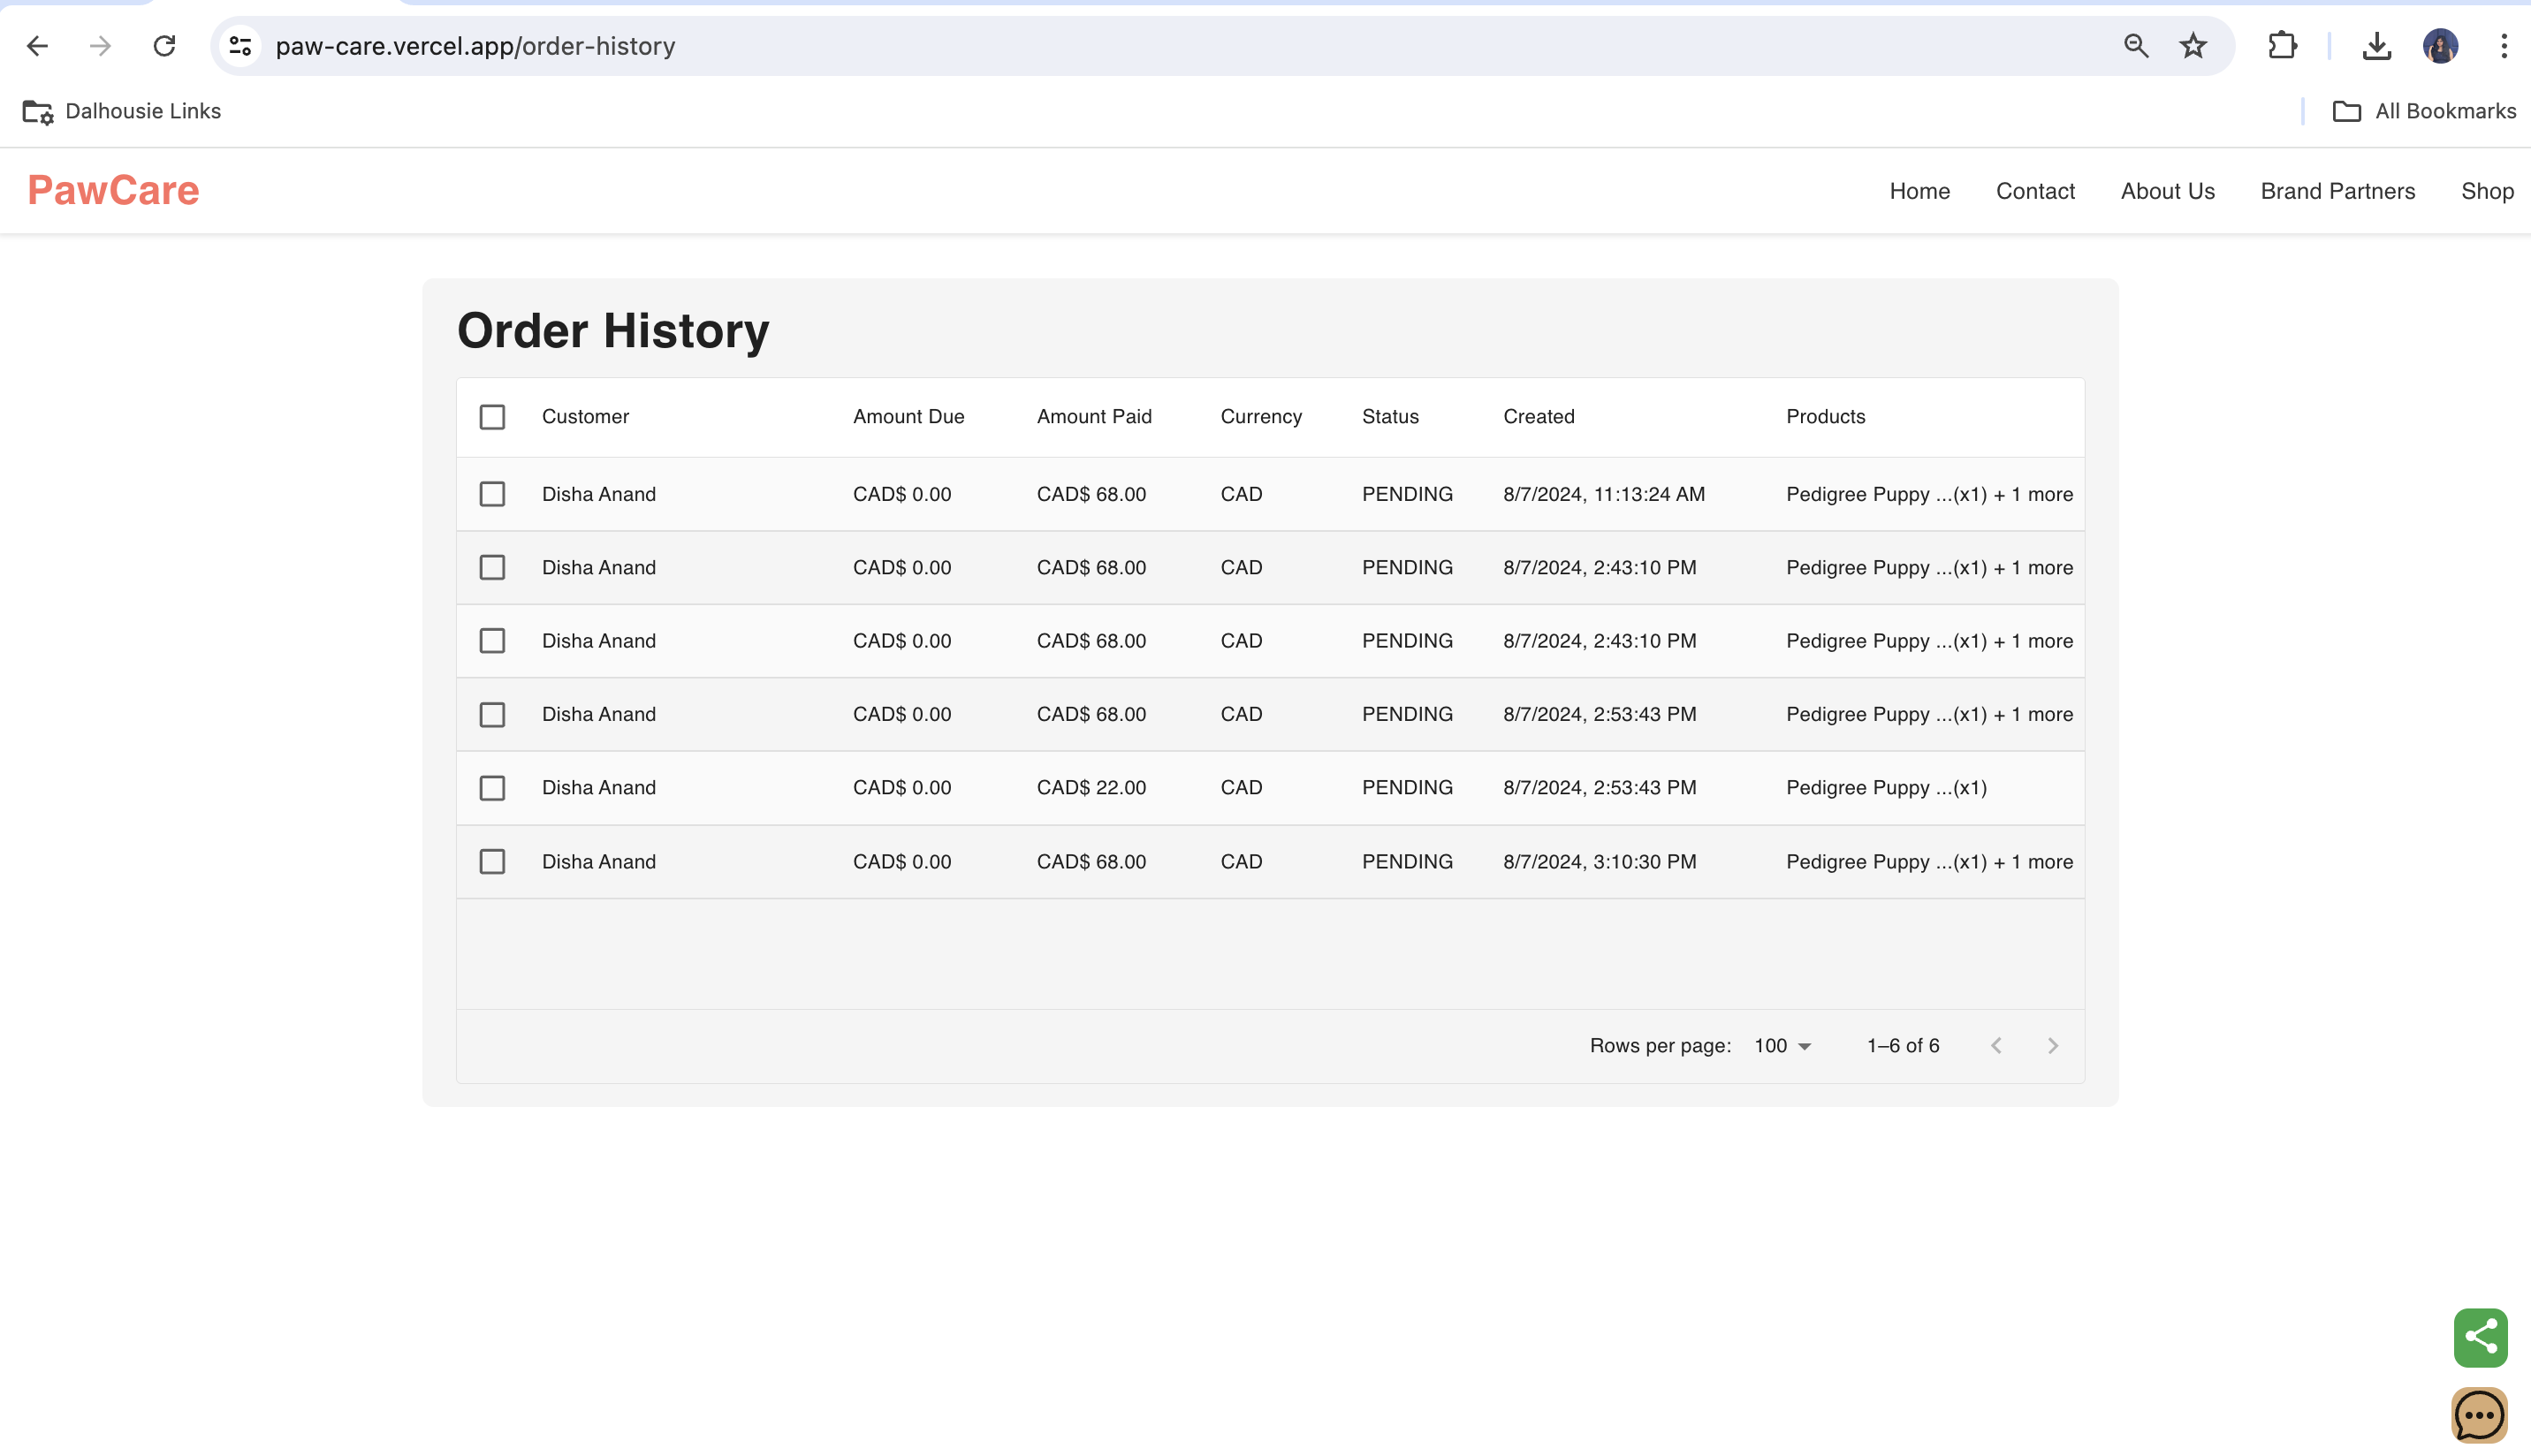 paw-care.vercel.app/order-history
Dalhousie Links
All Bookmarks
PawCare
Home Contact About Us Brand Partners Shop
Order History
Customer Amount Due Amount Paid Currency Status Created Products
Disha Anand CAD$ 0.00 CAD$ 68.00 CAD PENDING 8/7/2024, 11:13:24 AM Pedigree Puppy ...(x1) + 1 more
Disha Anand CAD$ 0.00 CAD$ 68.00 CAD PENDING 8/7/2024, 2:43:10 PM Pedigree Puppy ...(x1) + 1 more
Disha Anand CAD$ 0.00 CAD$ 68.00 CAD PENDING 8/7/2024, 2:43:10 PM Pedigree Puppy ...(x1) + 1 more
Disha Anand CAD$ 0.00 CAD$ 68.00 CAD PENDING 8/7/2024, 2:53:43 PM Pedigree Puppy ...(x1) + 1 more
Disha Anand CAD$ 0.00 CAD$ 22.00 CAD PENDING 8/7/2024, 2:53:43 PM Pedigree Puppy ...(x1)
Disha Anand CAD$ 0.00 CAD$ 68.00 CAD PENDING 8/7/2024, 3:10:30 PM Pedigree Puppy ...(x1) + 1 more
Rows per page: 100 1–6 of 6